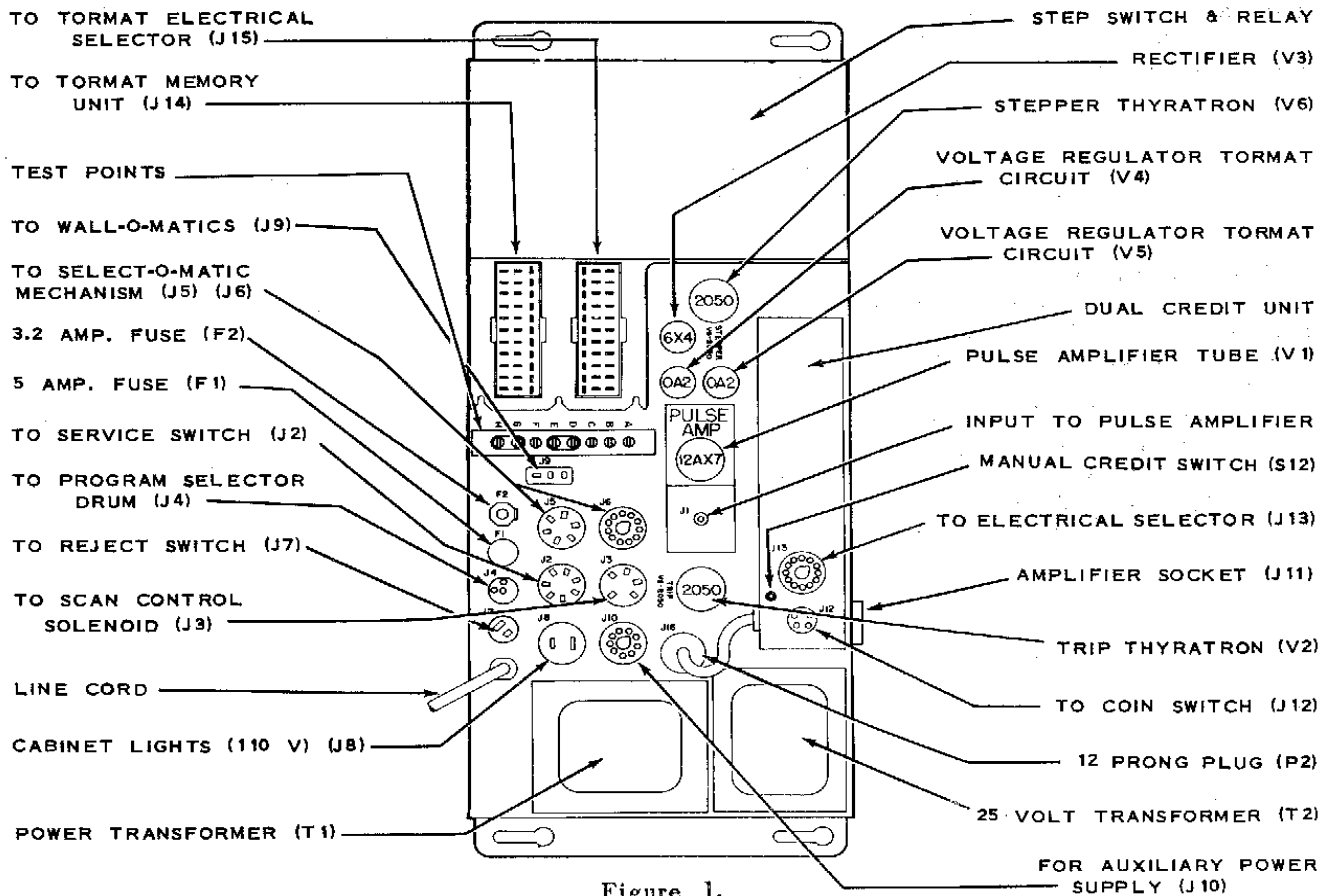 TO TORMAT ELECTRICAL
SELECTOR (J15)
TO TORMAT MEMORY
UNIT (J14)
TEST POINTS
TO WALL-O-MATICS (J9)
TO SELECT-O-MATIC
MECHANISM (J5) (J6)
3.2 AMP. FUSE (F2)
5 AMP. FUSE (F1)
TO SERVICE SWITCH (J2)
TO PROGRAM SELECTOR
DRUM (J4)
TO REJECT SWITCH (J7)
TO SCAN CONTROL
SOLENOID (J3)
LINE CORD
CABINET LIGHTS (110 V) (J8)
POWER TRANSFORMER (T1)
2050
6X4
STEPPER
V6-2050
0A2
0A2
PULSE
AMP
12AX7
H G F E D C B A
J9
F2
J5
J6
J1
F1
J13
J2
J3
J4
TRIP
V2-2050
2050
J12
J8
J10
J16
STEP SWITCH & RELAY
RECTIFIER (V3)
STEPPER THYRATRON (V6)
VOLTAGE REGULATOR TORMAT
CIRCUIT (V4)
VOLTAGE REGULATOR TORMAT
CIRCUIT (V5)
DUAL CREDIT UNIT
PULSE AMPLIFIER TUBE (V1)
INPUT TO PULSE AMPLIFIER
MANUAL CREDIT SWITCH (S12)
TO ELECTRICAL SELECTOR (J13)
AMPLIFIER SOCKET (J11)
TRIP THYRATRON (V2)
TO COIN SWITCH (J12)
12 PRONG PLUG (P2)
25 VOLT TRANSFORMER (T2)
FOR AUXILIARY POWER
SUPPLY (J10)
Figure 1.